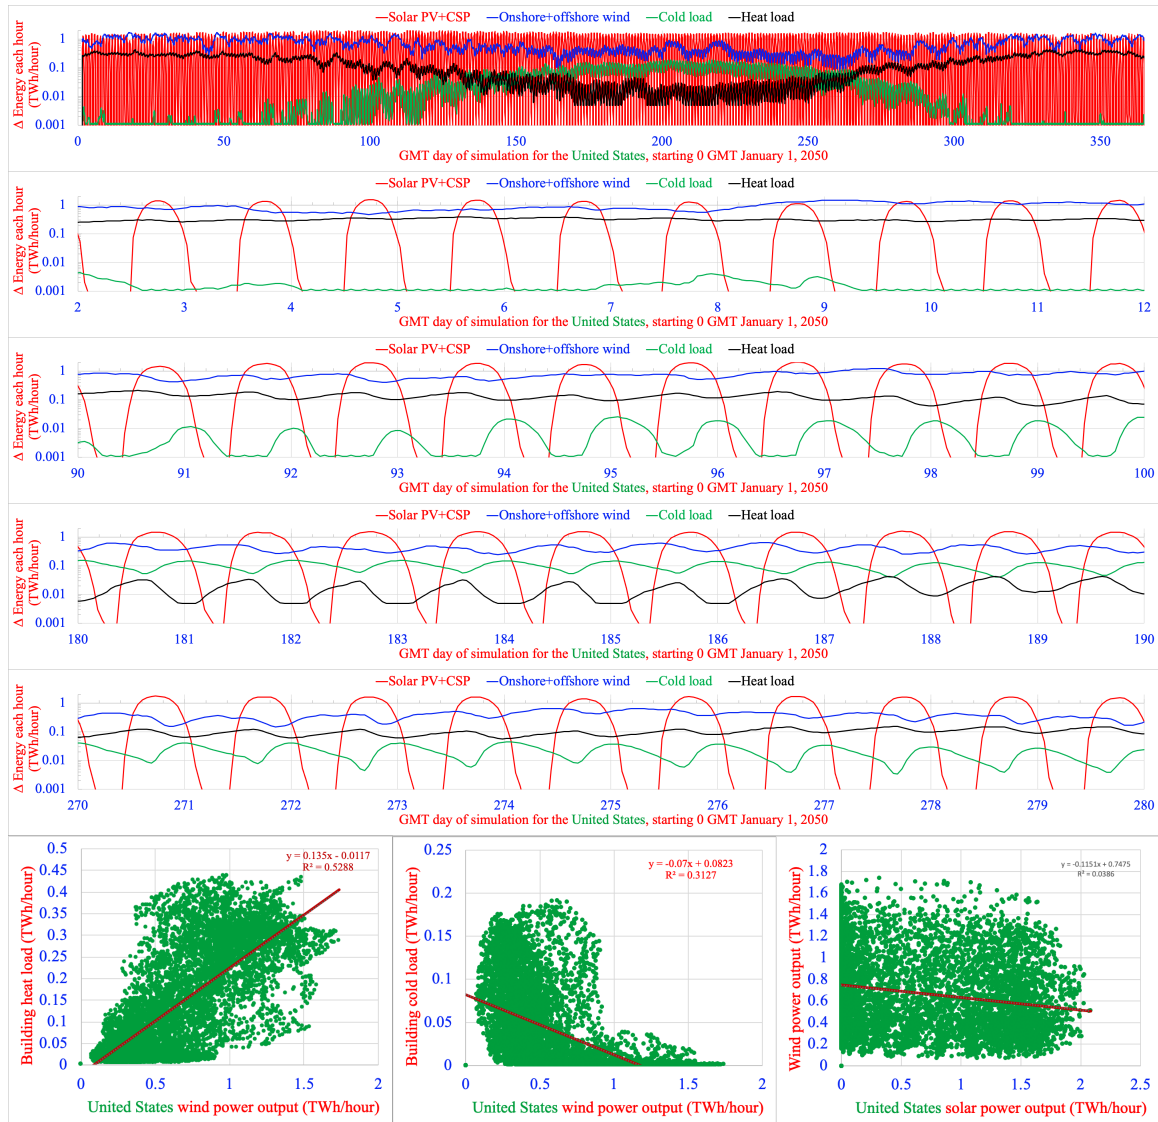 —Solar PV+CSP —Onshore+offshore wind —Cold load —Heat load
Δ Energy each hour
(TWh/hour)
1
0.1
0.01
0.001
0 50 100 150 200 250 300 350
GMT day of simulation for the United States, starting 0 GMT January 1, 2050
—Solar PV+CSP —Onshore+offshore wind —Cold load —Heat load
Δ Energy each hour
(TWh/hour)
1
0.1
0.01
0.001
2 3 4 5 6 7 8 9 10 11 12
GMT day of simulation for the United States, starting 0 GMT January 1, 2050
—Solar PV+CSP —Onshore+offshore wind —Cold load —Heat load
Δ Energy each hour
(TWh/hour)
1
0.1
0.01
0.001
90 91 92 93 94 95 96 97 98 99 100
GMT day of simulation for the United States, starting 0 GMT January 1, 2050
—Solar PV+CSP —Onshore+offshore wind —Cold load —Heat load
Δ Energy each hour
(TWh/hour)
1
0.1
0.01
0.001
180 181 182 183 184 185 186 187 188 189 190
GMT day of simulation for the United States, starting 0 GMT January 1, 2050
—Solar PV+CSP —Onshore+offshore wind —Cold load —Heat load
Δ Energy each hour
(TWh/hour)
1
0.1
0.01
0.001
270 271 272 273 274 275 276 277 278 279 280
GMT day of simulation for the United States, starting 0 GMT January 1, 2050
Building heat load (TWh/hour)
0.5
0.45
0.4
0.35
0.3
0.25
0.2
0.15
0.1
0.05
0
y = 0.135x - 0.0117
R² = 0.5288
0 0.5 1 1.5 2
United States wind power output (TWh/hour)
Building cold load (TWh/hour)
0.25
0.2
0.15
0.1
0.05
0
y = -0.07x + 0.0823
R² = 0.3127
0 0.5 1 1.5 2
United States wind power output (TWh/hour)
Wind power output (TWh/hour)
2
1.8
1.6
1.4
1.2
1
0.8
0.6
0.4
0.2
0
y = -0.1151x + 0.7475
R² = 0.0386
0 0.5 1 1.5 2 2.5
United States solar power output (TWh/hour)